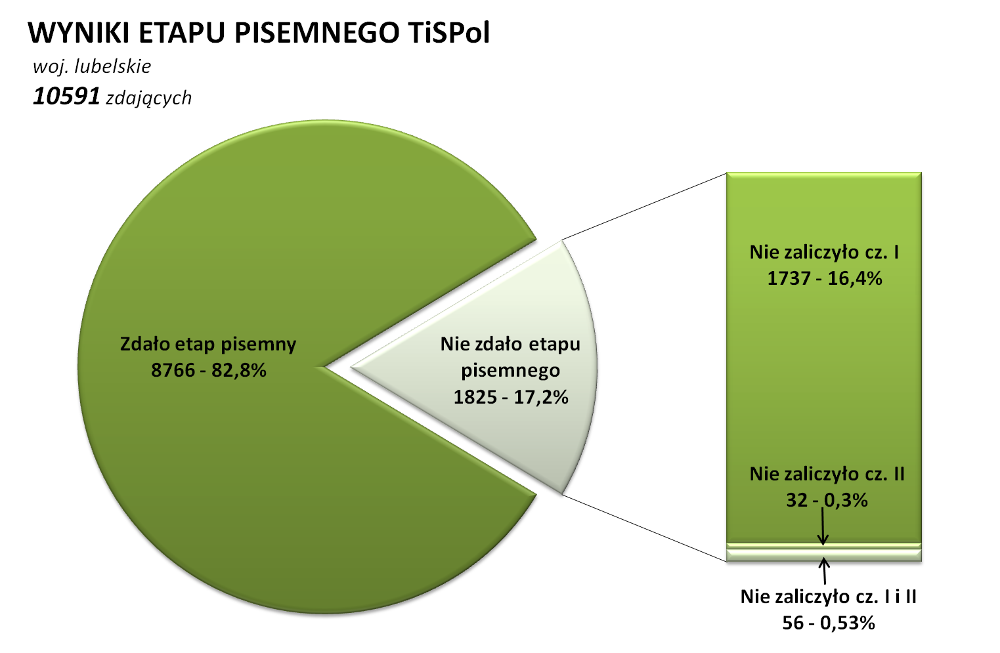 WYNIKI ETAPU PISEMNEGO TiSPol
woj. lubelskie
10591 zdających
Zdało etap pisemny
8766 - 82,8%
Nie zdało etapu
pisemnego
1825 - 17,2%
Nie zaliczyło cz. I
1737 - 16,4%
Nie zaliczyło cz. II
32 - 0,3%
Nie zaliczyło cz. I i II
56 - 0,53%